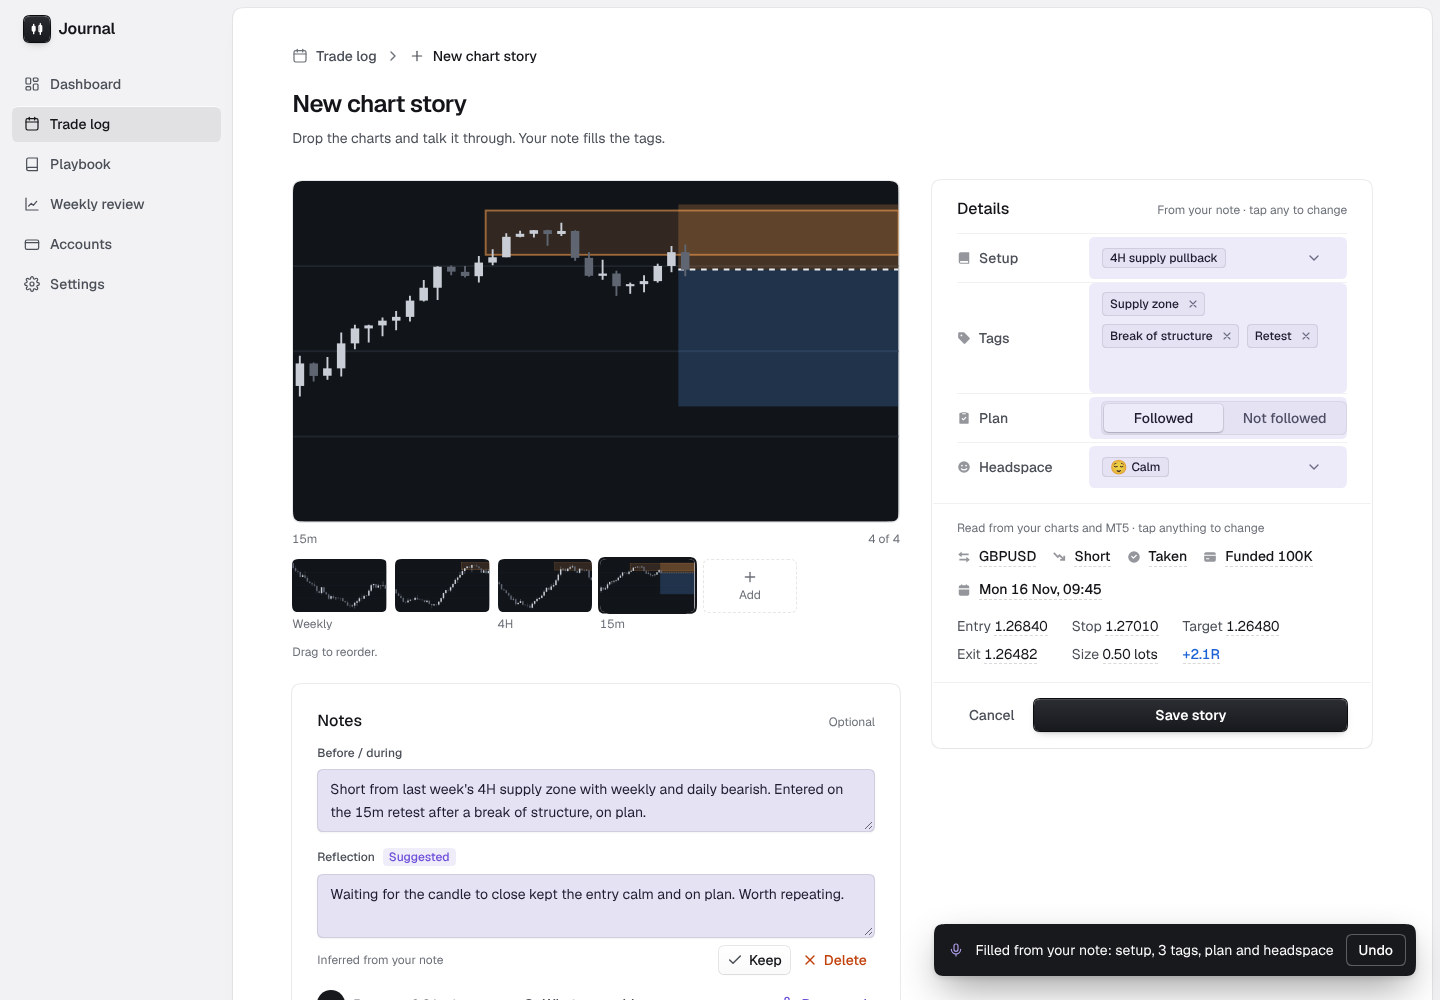 Journal
Dashboard
Trade log
Playbook
Weekly review
Accounts
Settings
Trade log
New chart story
New chart story
Drop the charts and talk it through. Your note fills the tags.
15m
4 of 4
Add
Weekly
4H
15m
Drag to reorder.
Notes
Optional
Before / during
Short from last week's 4H supply zone with weekly and daily bearish. Entered on
the 15m retest after a break of structure, on plan.
Reflection
Suggested
Waiting for the candle to close kept the entry calm and on plan. Worth repeating.
Inferred from your note
Keep
Delete
Details
From your note · tap any to change
Setup
4H supply pullback
Tags
Supply zone
Break of structure
Retest
Plan
Followed
Not followed
Headspace
😌 Calm
Read from your charts and MT5 · tap anything to change
GBPUSD
Short
Taken
Funded 100K
Mon 16 Nov, 09:45
Entry 1.26840
Stop 1.27010
Target 1.26480
Exit 1.26482
Size 0.50 lots
+2.1R
Cancel
Save story
Filled from your note: setup, 3 tags, plan and headspace
Undo